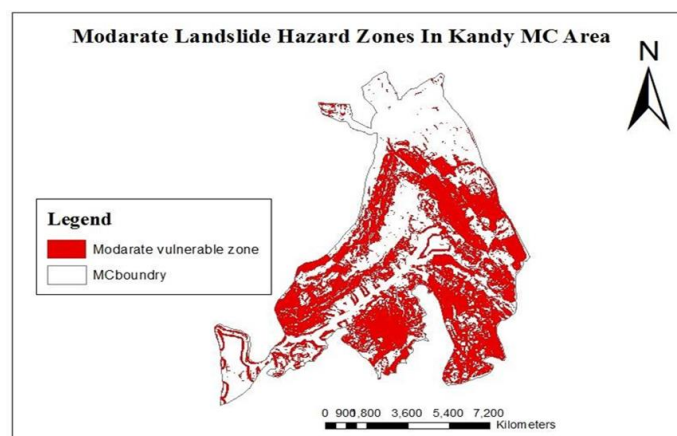 Modarate Landslide Hazard Zones In Kandy MC Area
N
Legend
Modarate vulnerable zone
MCboundry
0 900 1,800 3,600 5,400 7,200
Kilometers